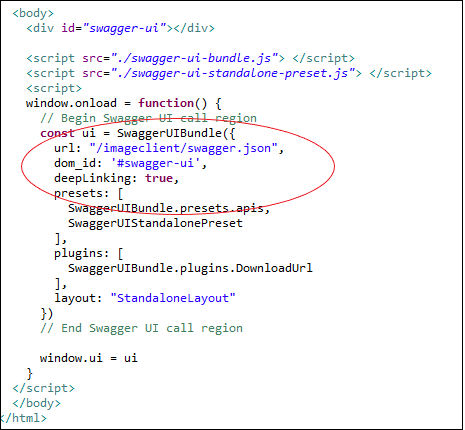 <body>
<div id="swagger-ui"></div>
<script src="./swagger-ui-bundle.js"> </script>
<script src="./swagger-ui-standalone-preset.js"> </script>
<script>
window.onload = function() {
// Begin Swagger UI call region
const ui = SwaggerUIBundle({
url: "/imageclient/swagger.json",
dom_id: '#swagger-ui',
deepLinking: true,
presets: [
SwaggerUIBundle.presets.apis,
SwaggerUIStandalonePreset
],
plugins: [
SwaggerUIBundle.plugins.DownloadUrl
],
layout: "StandaloneLayout"
})
// End Swagger UI call region
window.ui = ui
}
</script>
</body>
</html>